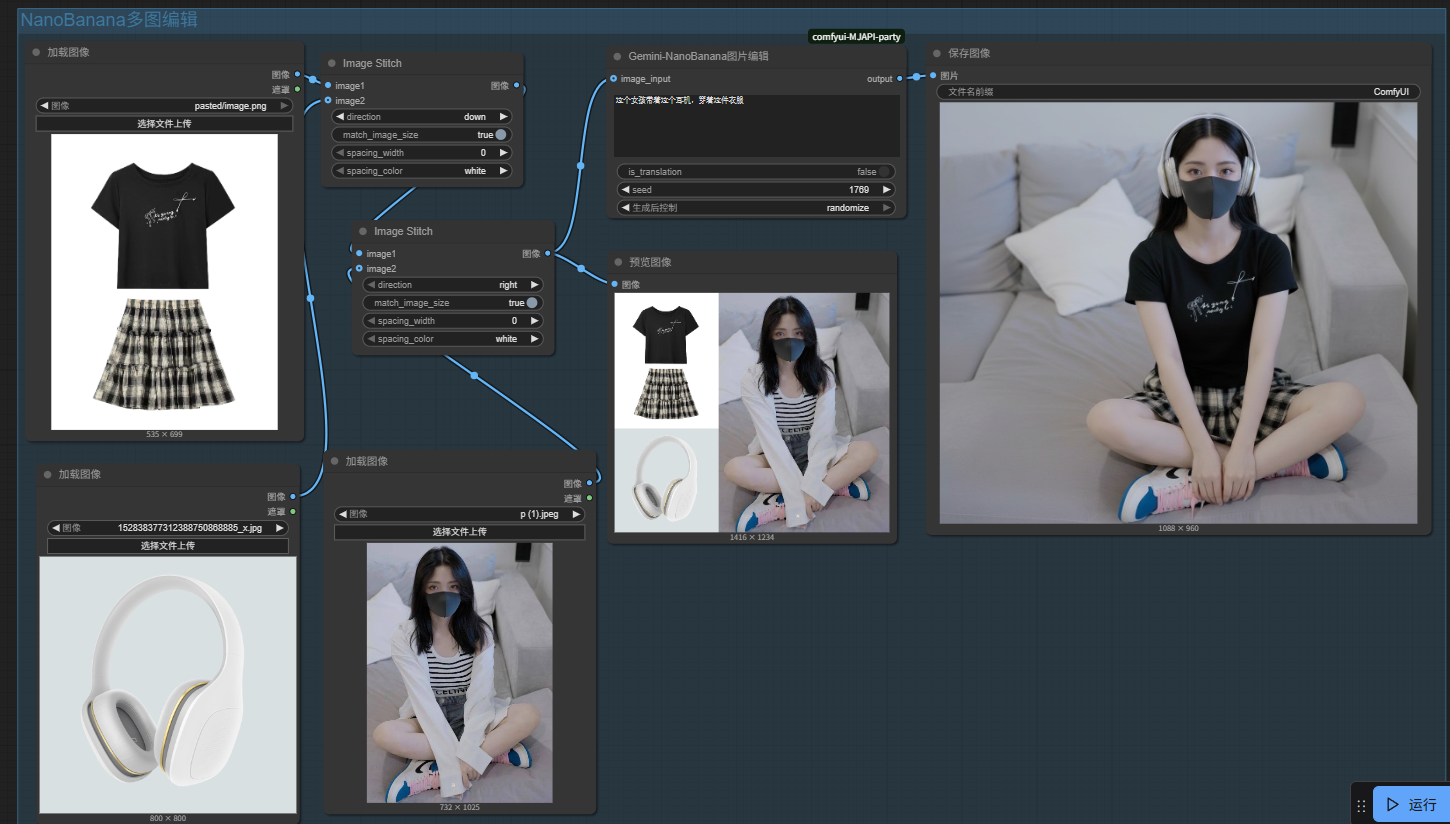 NanoBanana多图编辑
加载图像
图像
遮罩
图像 pasted/image.png
选择文件上传
535 × 699
Image Stitch
image1 图像
image2
direction down
match_image_size true
spacing_width 0
spacing_color white
Image Stitch
image1 图像
image2
direction right
match_image_size true
spacing_width 0
spacing_color white
comfyui-MJAPI-party
Gemini-NanoBanana图片编辑
image_input output
这个女孩带着这个耳机，穿着这件衣服
is_translation false
seed 1769
生成后控制 randomize
预览图像
图像
CELINE
1416 × 1234
保存图像
图片
文件名前缀 ComfyUI
1088 × 960
加载图像
图像
遮罩
图像 152838377312388750868885_x.jpg
选择文件上传
800 × 800
加载图像
图像
遮罩
图像 p (1).jpeg
选择文件上传
CELINE
732 × 1025
运行